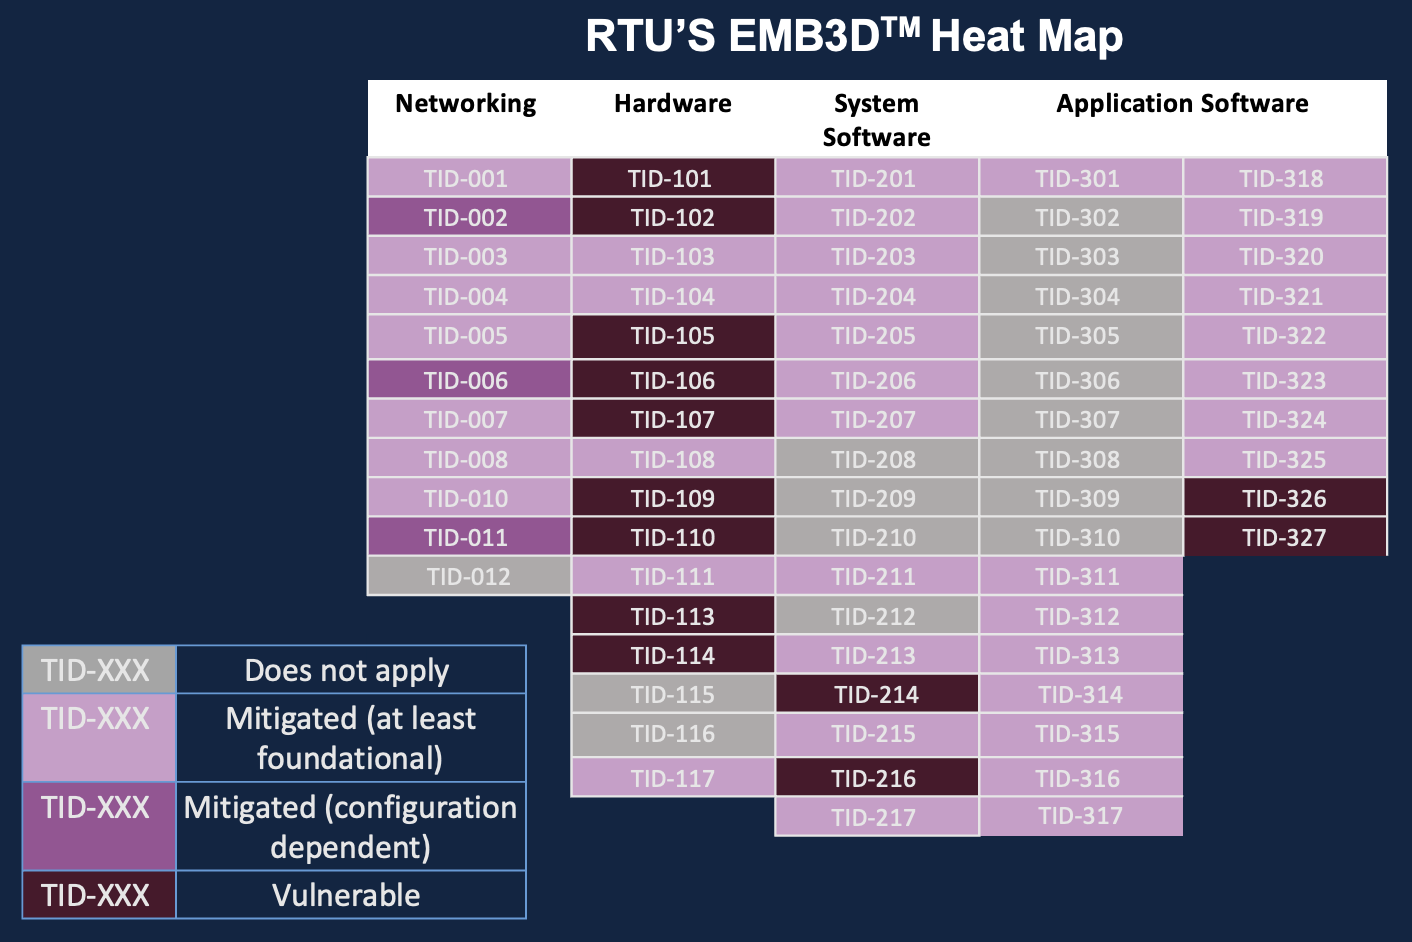 RTU'S EMB3D™ Heat Map
Networking Hardware System Software Application Software
TID-001 TID-101 TID-201 TID-301 TID-318
TID-002 TID-102 TID-202 TID-302 TID-319
TID-003 TID-103 TID-203 TID-303 TID-320
TID-004 TID-104 TID-204 TID-304 TID-321
TID-005 TID-105 TID-205 TID-305 TID-322
TID-006 TID-106 TID-206 TID-306 TID-323
TID-007 TID-107 TID-207 TID-307 TID-324
TID-008 TID-108 TID-208 TID-308 TID-325
TID-010 TID-109 TID-209 TID-309 TID-326
TID-011 TID-110 TID-210 TID-310 TID-327
TID-012 TID-111 TID-211 TID-311
TID-113 TID-212 TID-312
TID-114 TID-213 TID-313
TID-115 TID-214 TID-314
TID-116 TID-215 TID-315
TID-117 TID-216 TID-316
TID-217 TID-317
TID-XXX Does not apply
TID-XXX Mitigated (at least
foundational)
TID-XXX Mitigated (configuration
dependent)
TID-XXX Vulnerable